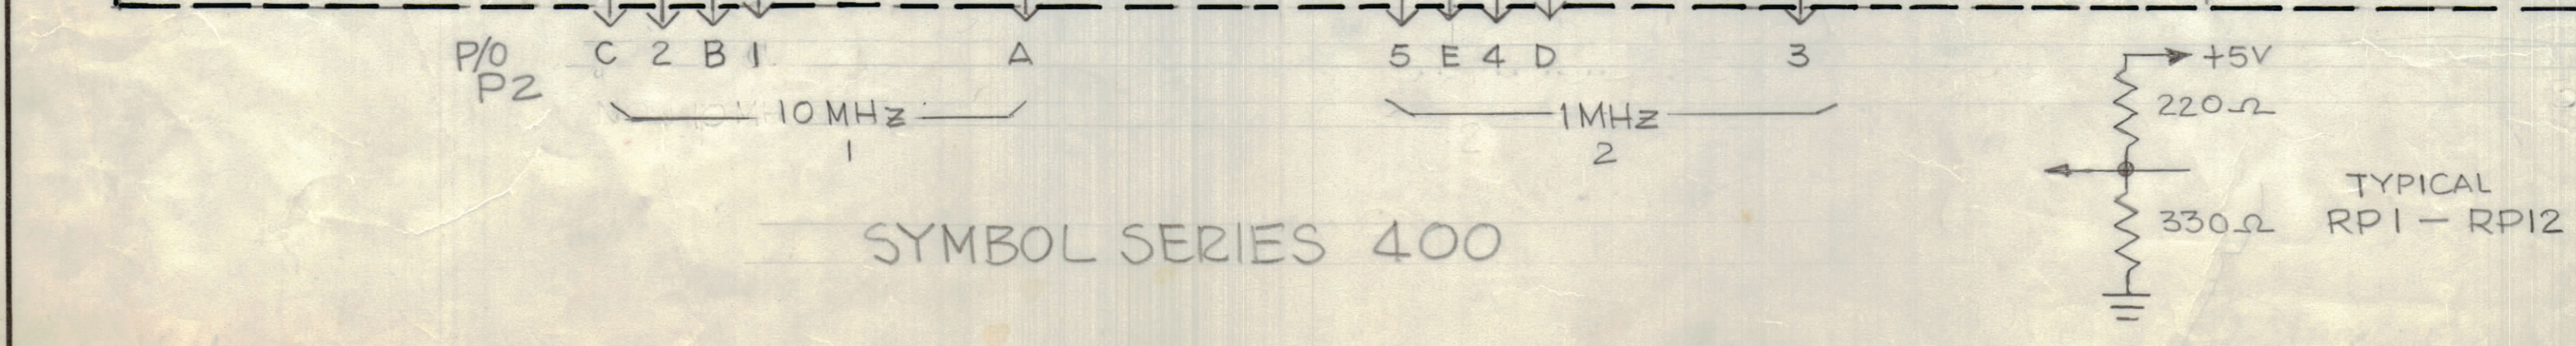 P/O C 2 B 1 A 5 E 4 D 3 +5V
P2
10 MHz 1MHz 220Ω
1 2
TYPICAL
330Ω RP1 — RP12
SYMBOL SERIES 400